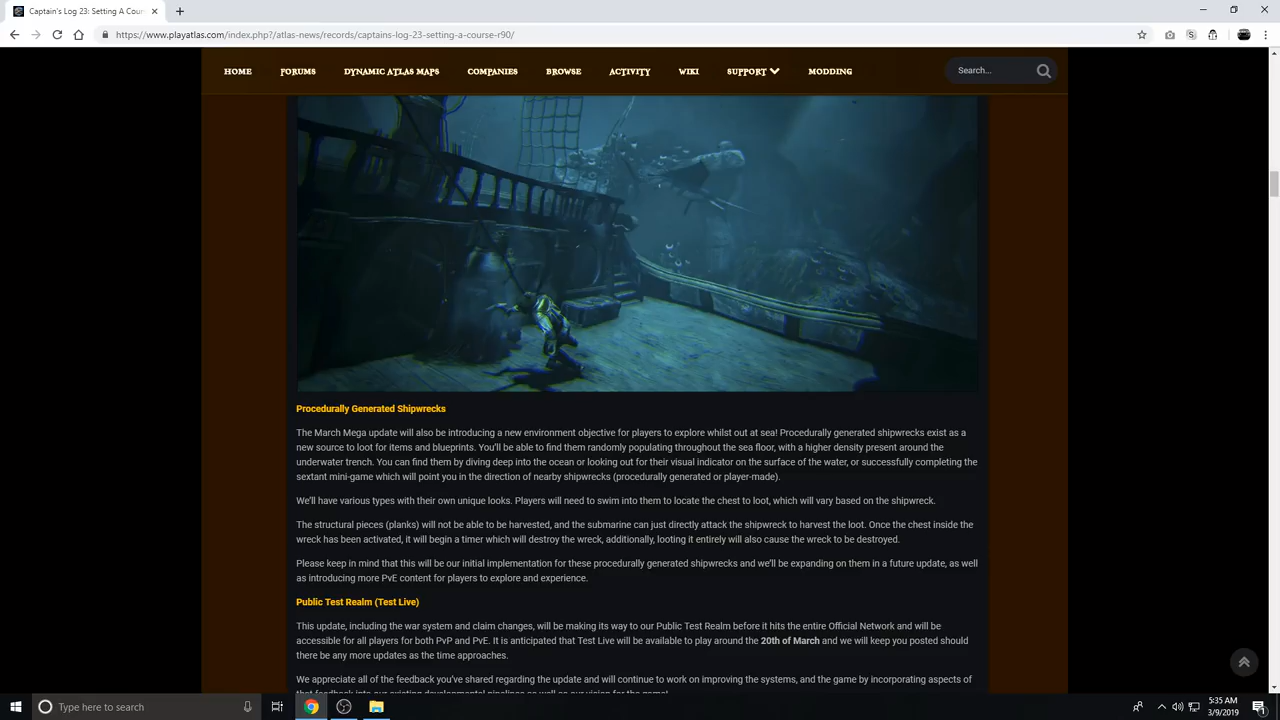 Captain's Log 23 Setting A Cou
https://www.playatlas.com/index.php?/atlas-news/records/captains-log-23-setting-a-course-r90/
HOME FORUMS DYNAMIC ATLAS MAPS COMPANIES BROWSE ACTIVITY WIKI SUPPORT MODDING Search...
Procedurally Generated Shipwrecks
The March Mega update will also be introducing a new environment objective for players to explore whilst out at sea! Procedurally generated shipwrecks exist as a
new source to loot for items and blueprints. You'll be able to find them randomly populating throughout the sea floor, with a higher density present around the
underwater trench. You can find them by diving deep into the ocean or looking out for their visual indicator on the surface of the water, or successfully completing the
sextant mini-game which will point you in the direction of nearby shipwrecks (procedurally generated or player-made).
We'll have various types with their own unique looks. Players will need to swim into them to locate the chest to loot, which will vary based on the shipwreck.
The structural pieces (planks) will not be able to be harvested, and the submarine can just directly attack the shipwreck to harvest the loot. Once the chest inside the
wreck has been activated, it will begin a timer which will destroy the wreck, additionally, looting it entirely will also cause the wreck to be destroyed.
Please keep in mind that this will be our initial implementation for these procedurally generated shipwrecks and we'll be expanding on them in a future update, as well
as introducing more PvE content for players to explore and experience.
Public Test Realm (Test Live)
This update, including the war system and claim changes, will be making its way to our Public Test Realm before it hits the entire Official Network and will be
accessible for all players for both PvP and PvE. It is anticipated that Test Live will be available to play around the 20th of March and we will keep you posted should
there be any more updates as the time approaches.
We appreciate all of the feedback you've shared regarding the update and will continue to work on improving the systems, and the game by incorporating aspects of
that feedback into our existing developmental pipelines as well as our vision for the game!
Type here to search
5:35 AM
3/9/2019
1